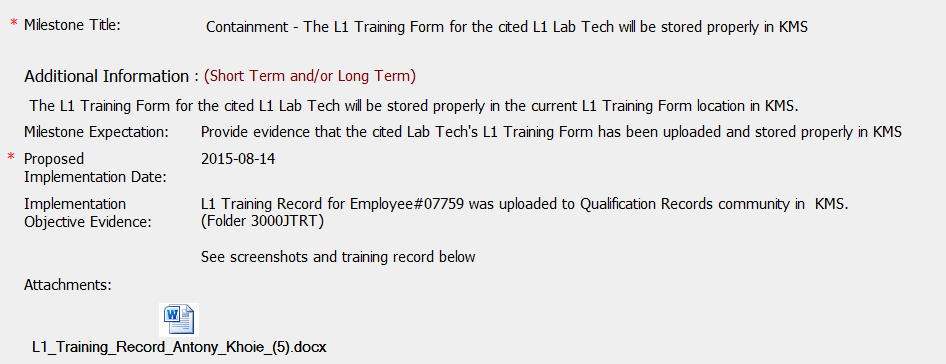 * Milestone Title: Containment - The L1 Training Form for the cited L1 Lab Tech will be stored properly in KMS
Additional Information : (Short Term and/or Long Term)
The L1 Training Form for the cited L1 Lab Tech will be stored properly in the current L1 Training Form location in KMS.
Milestone Expectation: Provide evidence that the cited Lab Tech's L1 Training Form has been uploaded and stored properly in KMS
* Proposed 2015-08-14
Implementation Date:
Implementation L1 Training Record for Employee#07759 was uploaded to Qualification Records community in KMS.
Objective Evidence: (Folder 3000JTRT)
See screenshots and training record below
Attachments:
W
L1_Training_Record_Antony_Khoie_(5).docx